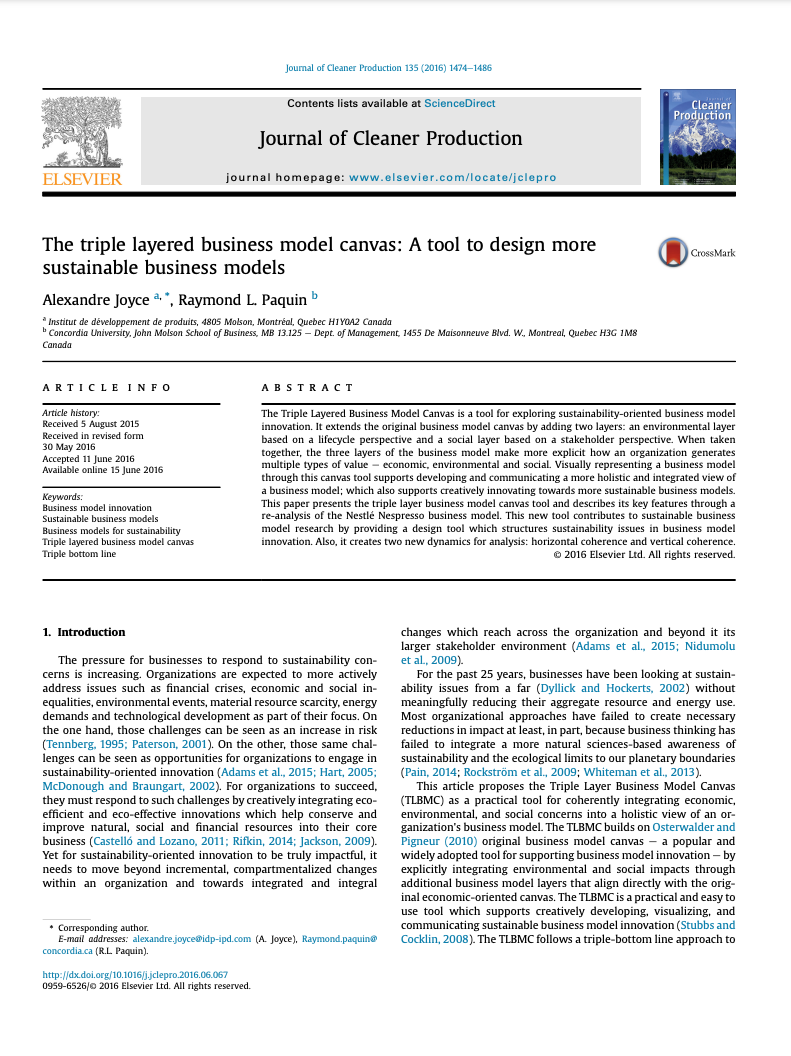 Journal of Cleaner Production 135 (2016) 1474–1486
Contents lists available at ScienceDirect
Journal of Cleaner Production
journal homepage: www.elsevier.com/locate/jclepro
ELSEVIER
Cleaner
Production
The triple layered business model canvas: A tool to design more
sustainable business models
CrossMark
Alexandre Joyce a, *, Raymond L. Paquin b
a Institut de développement de produits, 4805 Molson, Montréal, Quebec H1Y0A2 Canada
b Concordia University, John Molson School of Business, MB 13.125 – Dept. of Management, 1455 De Maisonneuve Blvd. W., Montreal, Quebec H3G 1M8
Canada
ARTICLE INFO
Article history:
Received 5 August 2015
Received in revised form
30 May 2016
Accepted 11 June 2016
Available online 15 June 2016
Keywords:
Business model innovation
Sustainable business models
Business models for sustainability
Triple layered business model canvas
Triple bottom line
ABSTRACT
The Triple Layered Business Model Canvas is a tool for exploring sustainability-oriented business model
innovation. It extends the original business model canvas by adding two layers: an environmental layer
based on a lifecycle perspective and a social layer based on a stakeholder perspective. When taken
together, the three layers of the business model make more explicit how an organization generates
multiple types of value – economic, environmental and social. Visually representing a business model
through this canvas tool supports developing and communicating a more holistic and integrated view of
a business model; which also supports creatively innovating towards more sustainable business models.
This paper presents the triple layer business model canvas tool and describes its key features through a
re-analysis of the Nestlé Nespresso business model. This new tool contributes to sustainable business
model research by providing a design tool which structures sustainability issues in business model
innovation. Also, it creates two new dynamics for analysis: horizontal coherence and vertical coherence.
© 2016 Elsevier Ltd. All rights reserved.
1. Introduction
The pressure for businesses to respond to sustainability con-
cerns is increasing. Organizations are expected to more actively
address issues such as financial crises, economic and social in-
equalities, environmental events, material resource scarcity, energy
demands and technological development as part of their focus. On
the one hand, those challenges can be seen as an increase in risk
(Tennberg, 1995; Paterson, 2001). On the other, those same chal-
lenges can be seen as opportunities for organizations to engage in
sustainability-oriented innovation (Adams et al., 2015; Hart, 2005;
McDonough and Braungart, 2002). For organizations to succeed,
they must respond to such challenges by creatively integrating eco-
efficient and eco-effective innovations which help conserve and
improve natural, social and financial resources into their core
business (Castelló and Lozano, 2011; Rifkin, 2014; Jackson, 2009).
Yet for sustainability-oriented innovation to be truly impactful, it
needs to move beyond incremental, compartmentalized changes
within an organization and towards integrated and integral
changes which reach across the organization and beyond it its
larger stakeholder environment (Adams et al., 2015; Nidumolu
et al., 2009).
For the past 25 years, businesses have been looking at sustain-
ability issues from a far (Dyllick and Hockerts, 2002) without
meaningfully reducing their aggregate resource and energy use.
Most organizational approaches have failed to create necessary
reductions in impact at least, in part, because business thinking has
failed to integrate a more natural sciences-based awareness of
sustainability and the ecological limits to our planetary boundaries
(Pain, 2014; Rockström et al., 2009; Whiteman et al., 2013).
This article proposes the Triple Layer Business Model Canvas
(TLBMC) as a practical tool for coherently integrating economic,
environmental, and social concerns into a holistic view of an or-
ganization's business model. The TLBMC builds on Osterwalder and
Pigneur (2010) original business model canvas – a popular and
widely adopted tool for supporting business model innovation – by
explicitly integrating environmental and social impacts through
additional business model layers that align directly with the orig-
inal economic-oriented canvas. The TLBMC is a practical and easy to
use tool which supports creatively developing, visualizing, and
communicating sustainable business model innovation (Stubbs and
Cocklin, 2008). The TLBMC follows a triple-bottom line approach to
* Corresponding author.
E-mail addresses: alexandre.joyce@idp-ipd.com (A. Joyce), Raymond.paquin@
concordia.ca (R.L. Paquin).
http://dx.doi.org/10.1016/j.jclepro.2016.06.067
0959-6526/© 2016 Elsevier Ltd. All rights reserved.